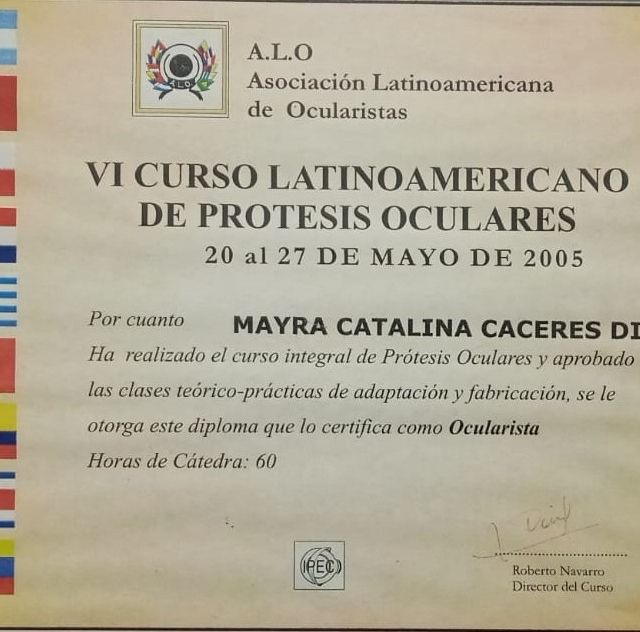 A.L.O
A.L.O
Asociación Latinoamericana
de Ocularistas
VI CURSO LATINOAMERICANO
DE PROTESIS OCULARES
20 al 27 DE MAYO DE 2005
Por cuanto MAYRA CATALINA CACERES DI
Ha realizado el curso integral de Prótesis Oculares y aprobado
las clases teórico-prácticas de adaptación y fabricación, se le
otorga este diploma que lo certifica como Ocularista
Horas de Cátedra: 60
IPEC
Roberto Navarro
Director del Curso